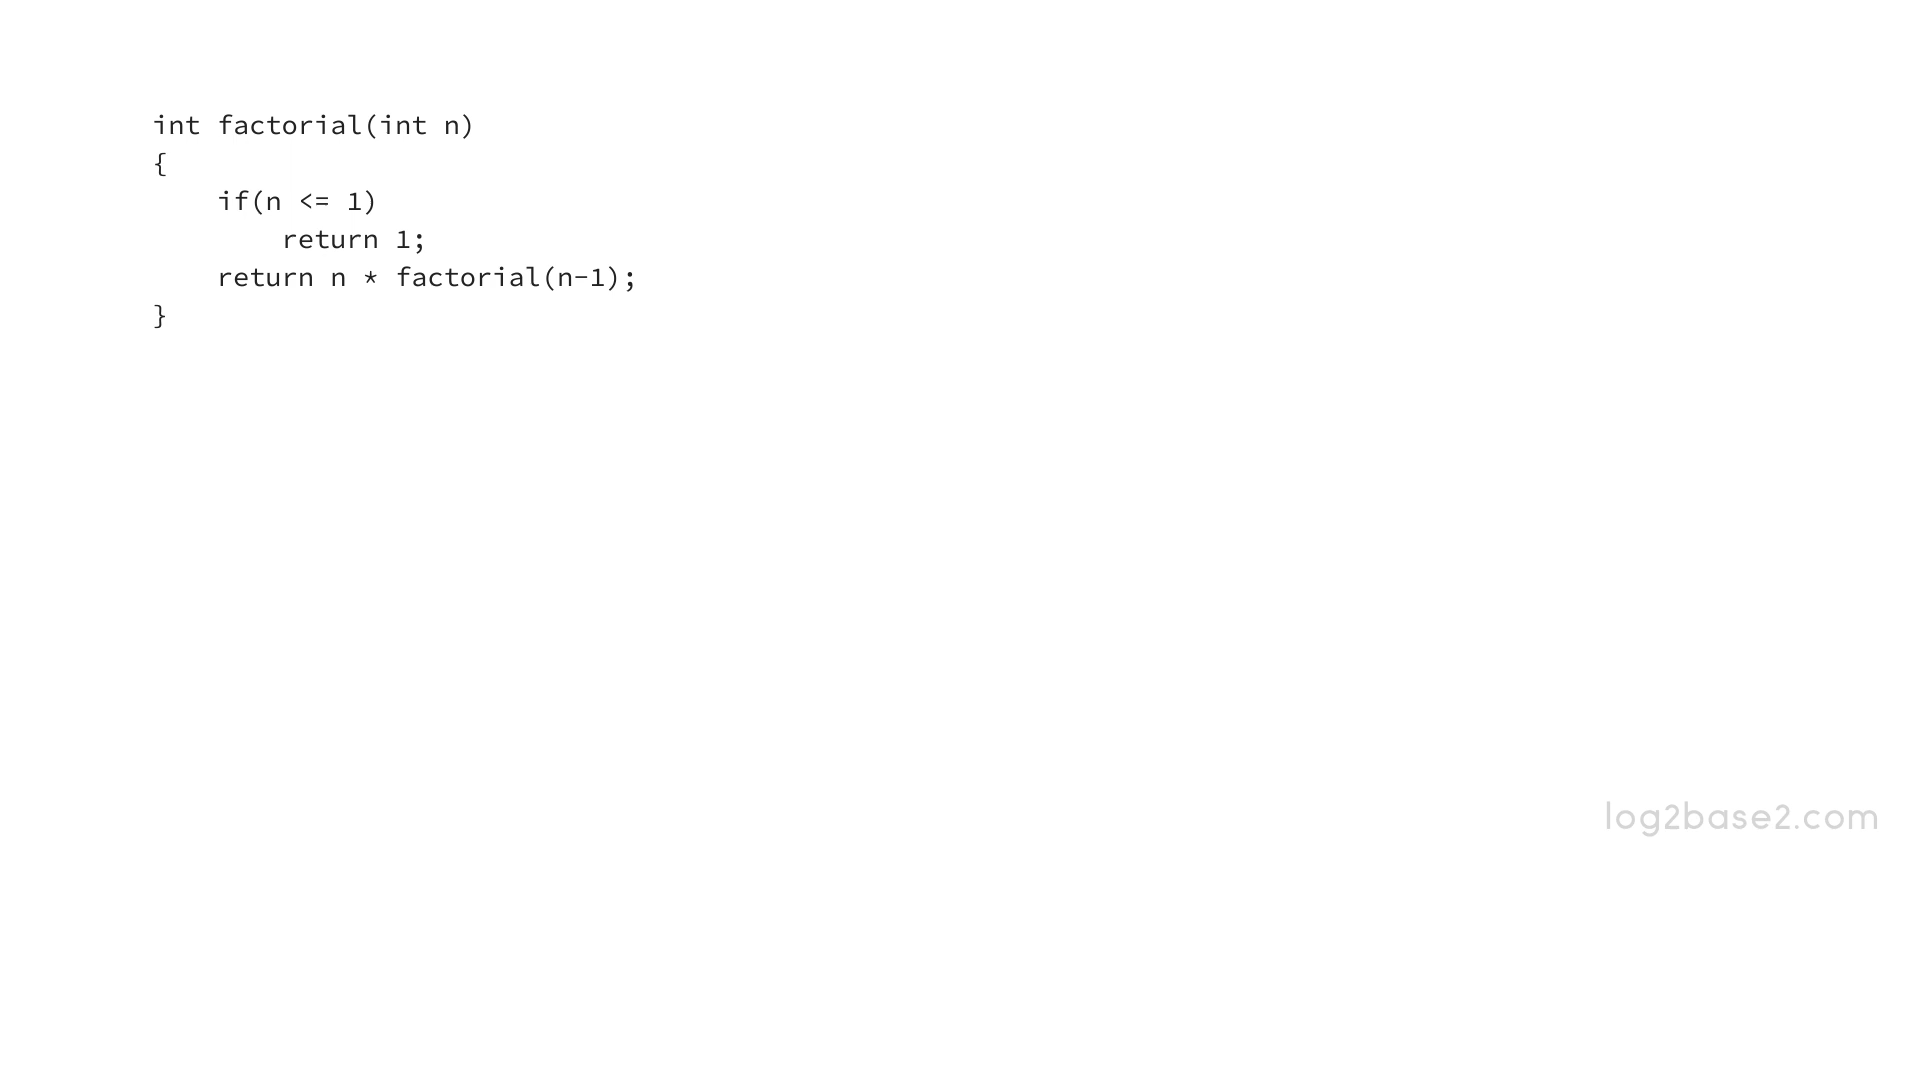 int factorial(int n)
{
    if(n <= 1)
        return 1;
    return n * factorial(n-1);
}
log2base2.com